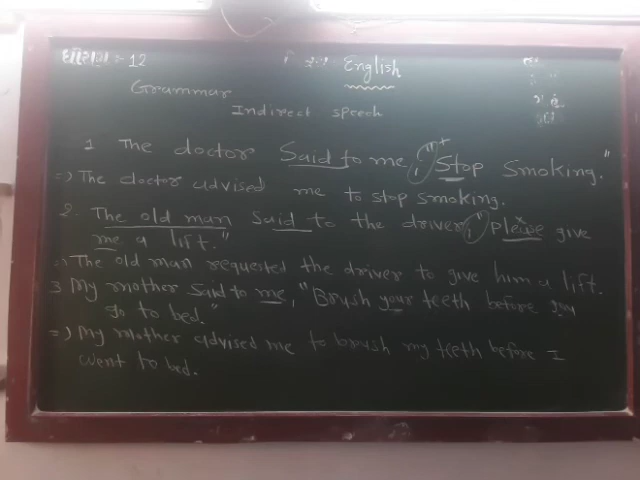 धोरण :- 12
English
Grammar
Indirect speech
1 The doctor Said to me, "Stop smoking."
=) The doctor advised me to stop smoking.
2. The old man said to the driver, "Please give
me a lift."
=) The old man requested the driver to give him a lift.
3 My mother said to me, "Brush your teeth before you
go to bed."
=) My mother advised me to brush my teeth before I
went to bed.